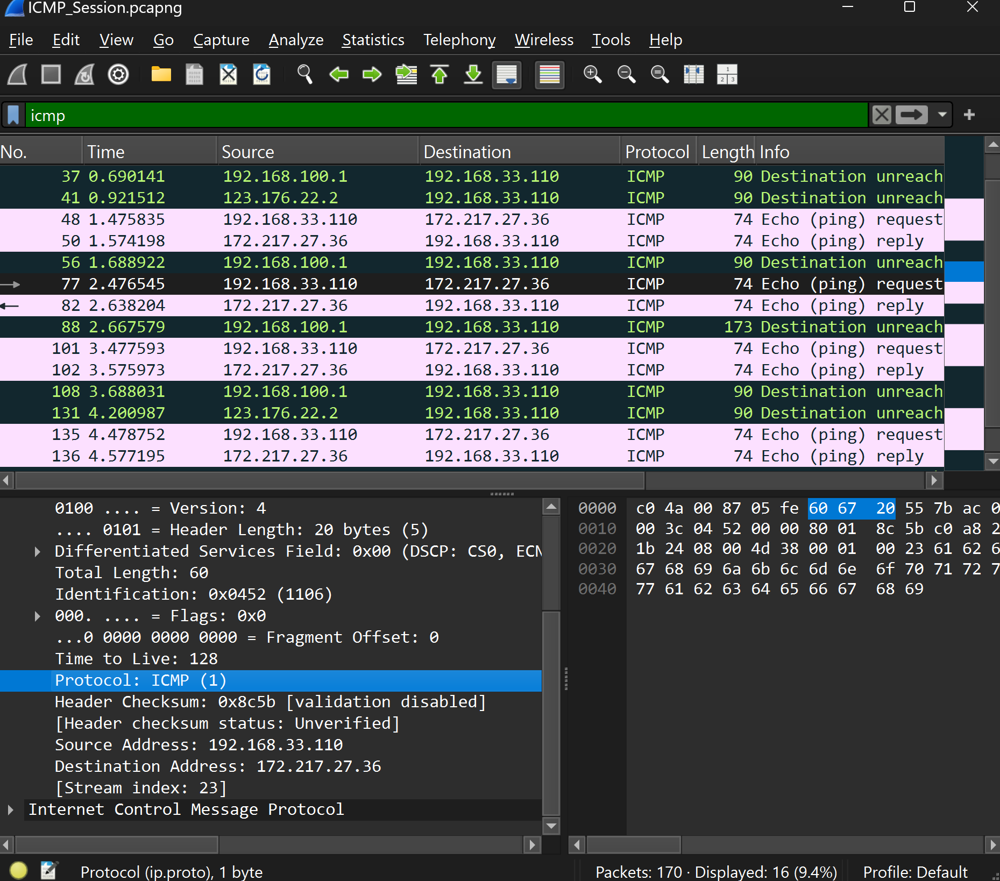 ICMP_Session.pcapng
File Edit View Go Capture Analyze Statistics Telephony Wireless Tools Help
icmp
No. Time Source Destination Protocol Length Info
37 0.690141 192.168.100.1 192.168.33.110 ICMP 90 Destination unreach
41 0.921512 123.176.22.2 192.168.33.110 ICMP 90 Destination unreach
48 1.475835 192.168.33.110 172.217.27.36 ICMP 74 Echo (ping) request
50 1.574198 172.217.27.36 192.168.33.110 ICMP 74 Echo (ping) reply
56 1.688922 192.168.100.1 192.168.33.110 ICMP 90 Destination unreach
77 2.476545 192.168.33.110 172.217.27.36 ICMP 74 Echo (ping) request
82 2.638204 172.217.27.36 192.168.33.110 ICMP 74 Echo (ping) reply
88 2.667579 192.168.100.1 192.168.33.110 ICMP 173 Destination unreach
101 3.477593 192.168.33.110 172.217.27.36 ICMP 74 Echo (ping) request
102 3.575973 172.217.27.36 192.168.33.110 ICMP 74 Echo (ping) reply
108 3.688031 192.168.100.1 192.168.33.110 ICMP 90 Destination unreach
131 4.200987 123.176.22.2 192.168.33.110 ICMP 90 Destination unreach
135 4.478752 192.168.33.110 172.217.27.36 ICMP 74 Echo (ping) request
136 4.577195 172.217.27.36 192.168.33.110 ICMP 74 Echo (ping) reply
0100 .... = Version: 4
.... 0101 = Header Length: 20 bytes (5)
Differentiated Services Field: 0x00 (DSCP: CS0, ECN
Total Length: 60
Identification: 0x0452 (1106)
000. .... = Flags: 0x0
...0 0000 0000 0000 = Fragment Offset: 0
Time to Live: 128
Protocol: ICMP (1)
Header Checksum: 0x8c5b [validation disabled]
[Header checksum status: Unverified]
Source Address: 192.168.33.110
Destination Address: 172.217.27.36
[Stream index: 23]
Internet Control Message Protocol
0000 c0 4a 00 87 05 fe 60 67 20 55 7b ac 0
0010 00 3c 04 52 00 00 80 01 8c 5b c0 a8 2
0020 1b 24 08 00 4d 38 00 01 00 23 61 62 6
0030 67 68 69 6a 6b 6c 6d 6e 6f 70 71 72 7
0040 77 61 62 63 64 65 66 67 68 69
Protocol (ip.proto), 1 byte
Packets: 170 · Displayed: 16 (9.4%)
Profile: Default